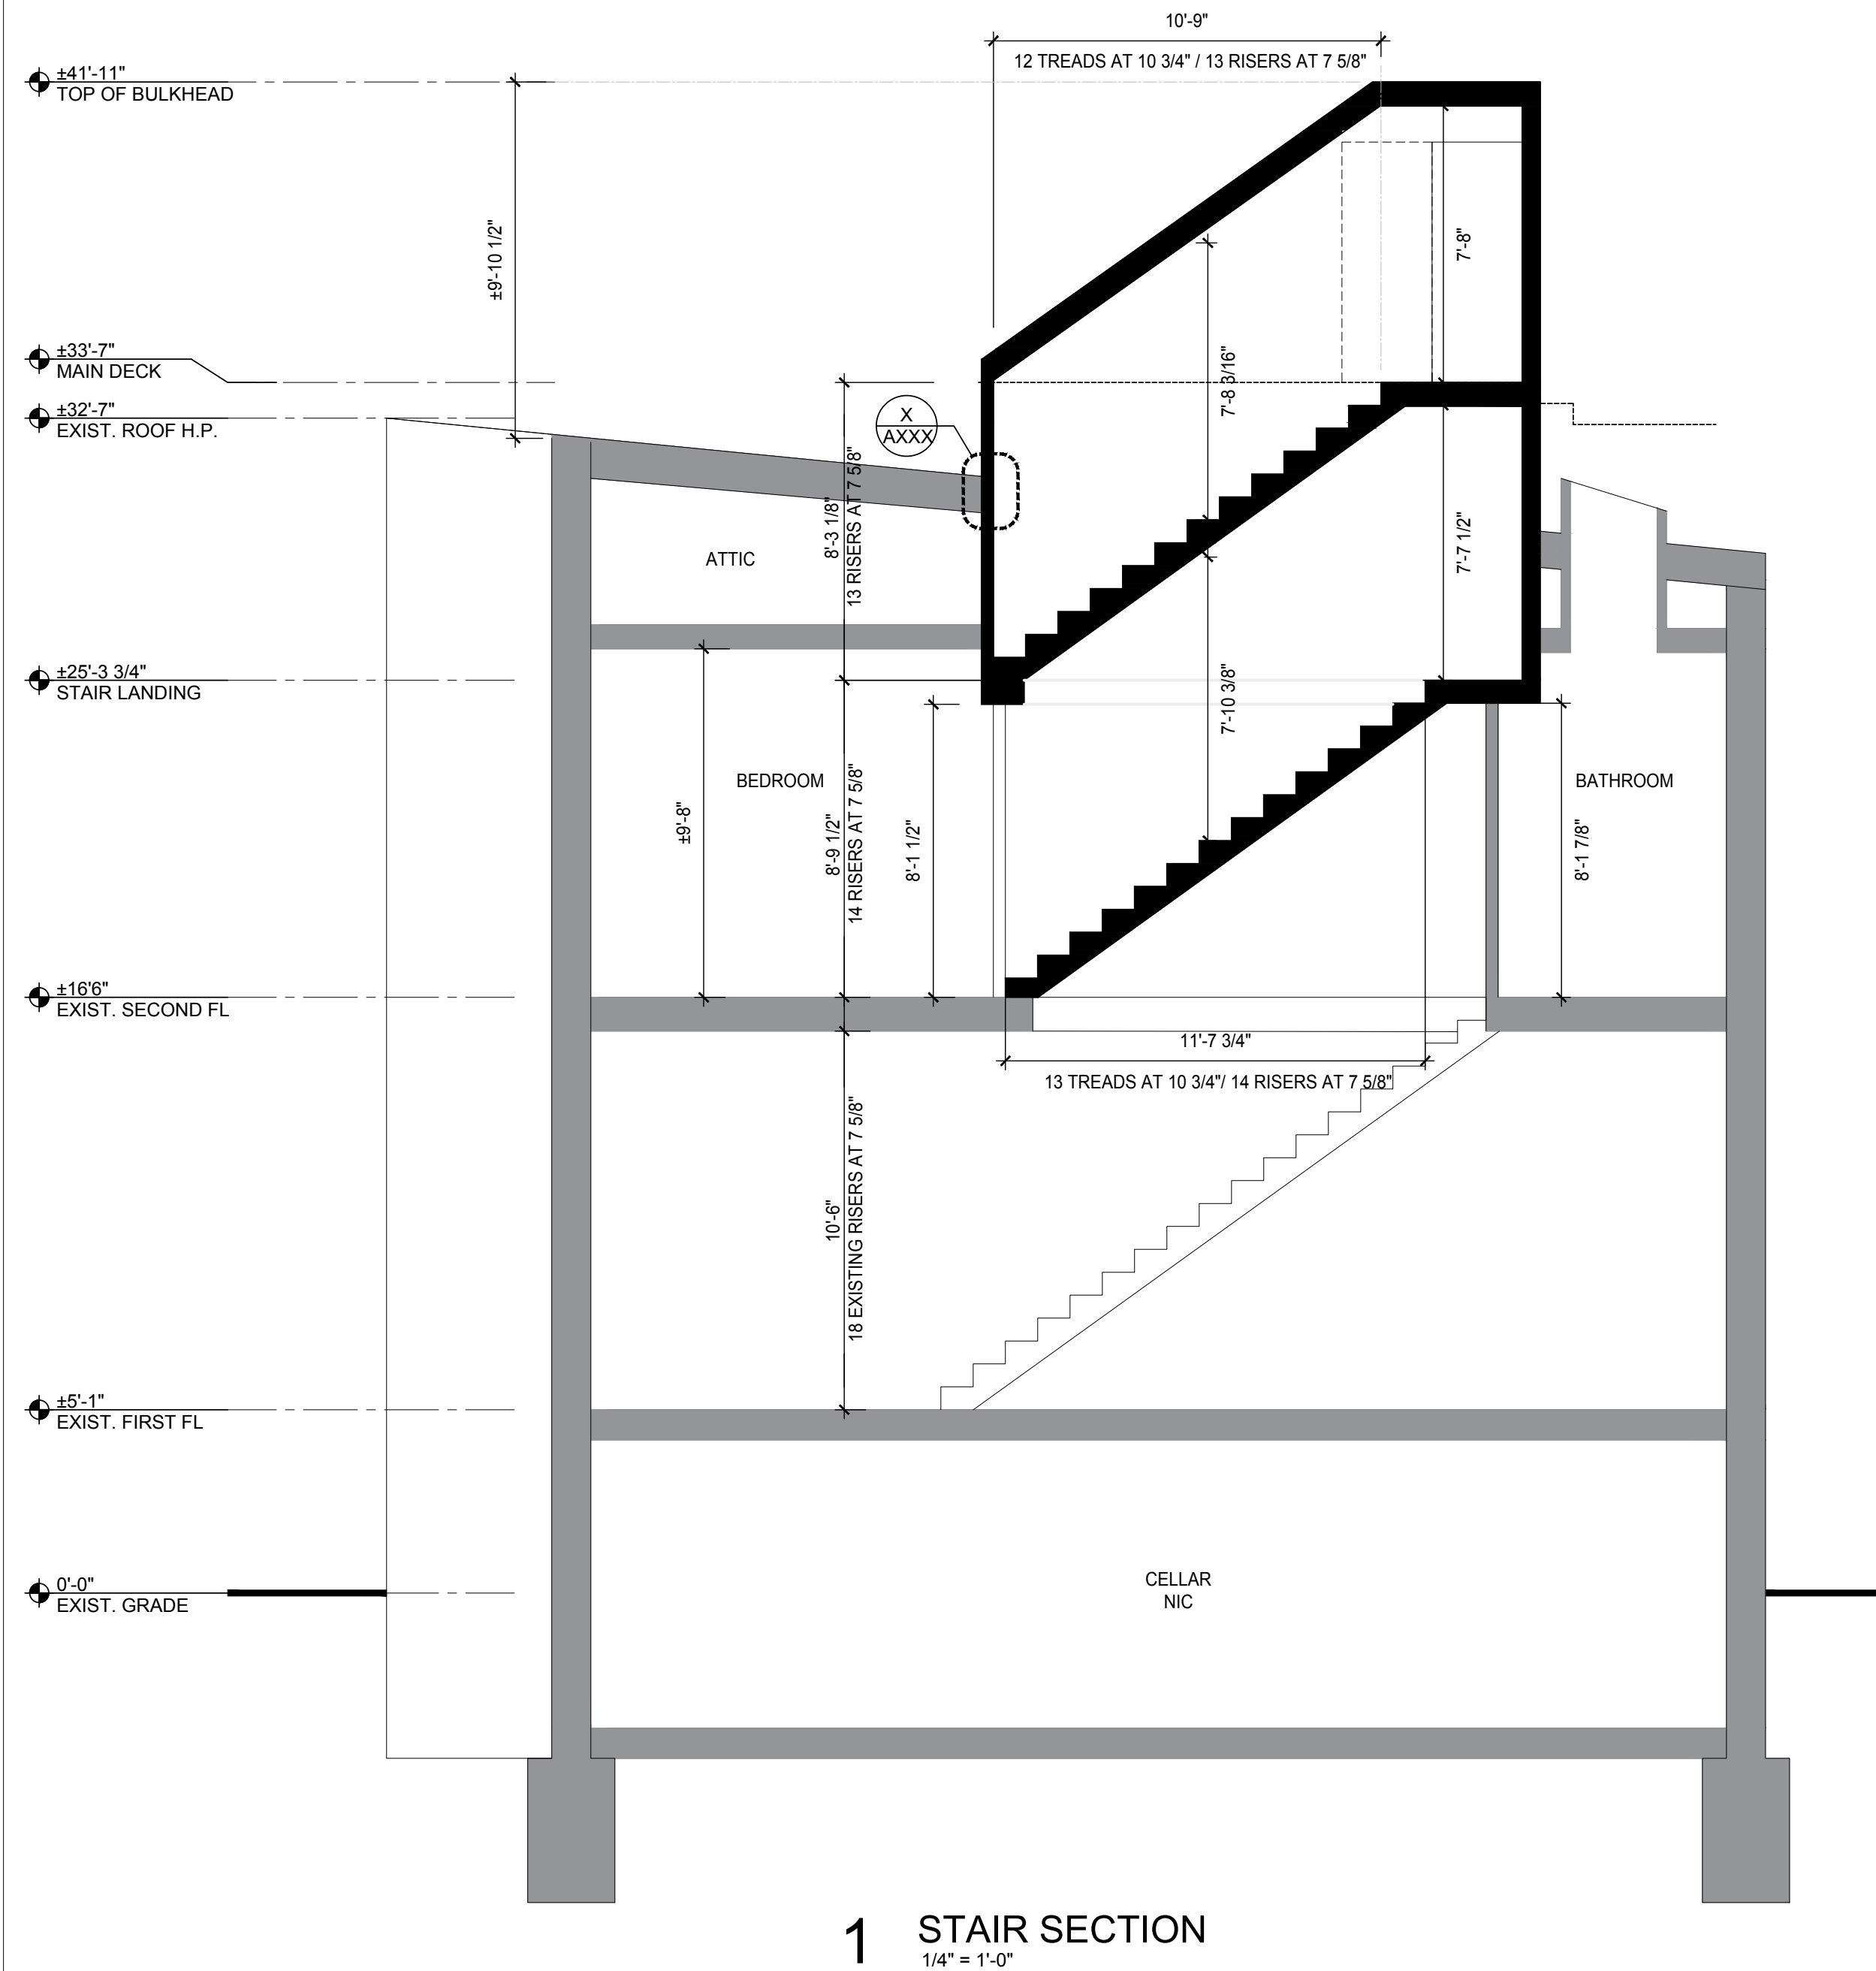 10'-9"
12 TREADS AT 10 3/4" / 13 RISERS AT 7 5/8"
±41'-11"
TOP OF BULKHEAD
±9'-10 1/2"
7'-8"
±33'-7"
MAIN DECK
7'-8 3/16"
±32'-7"
EXIST. ROOF H.P.
X
AXXX
8'-3 1/8"
13 RISERS AT 7 5/8"
7'-7 1/2"
ATTIC
±25'-3 3/4"
STAIR LANDING
7'-10 3/8"
BEDROOM
BATHROOM
±9'-8"
8'-9 1/2"
14 RISERS AT 7 5/8"
8'-1 1/2"
8'-1 7/8"
±16'6"
EXIST. SECOND FL
11'-7 3/4"
13 TREADS AT 10 3/4"/ 14 RISERS AT 7 5/8"
10'-6"
18 EXISTING RISERS AT 7 5/8"
±5'-1"
EXIST. FIRST FL
0'-0"
EXIST. GRADE
CELLAR
NIC
1 STAIR SECTION
1/4" = 1'-0"